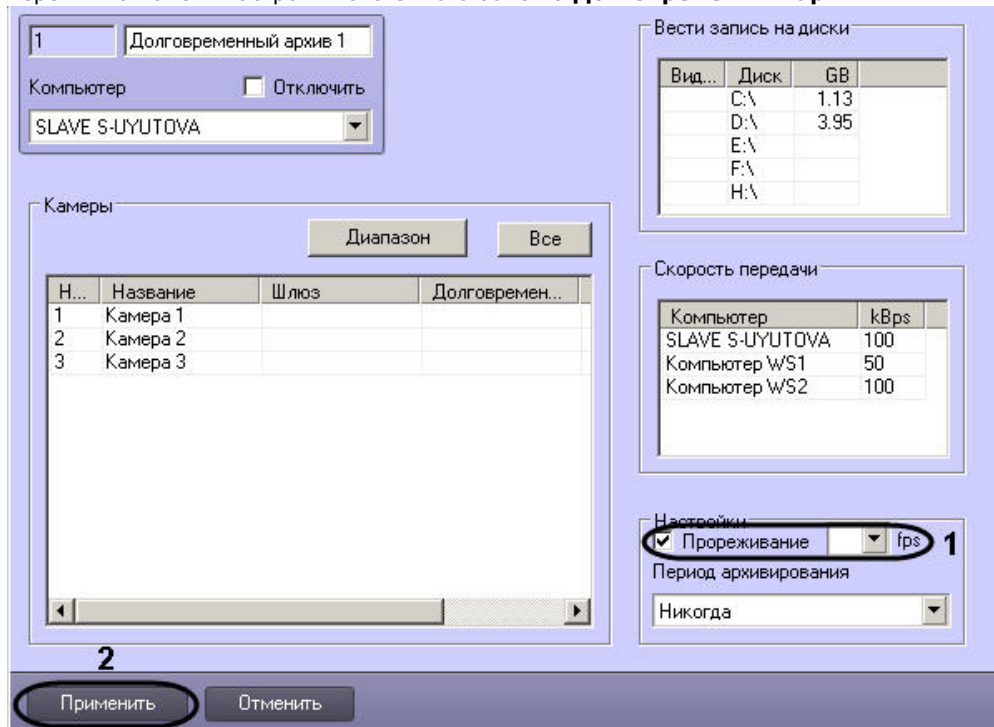 1 Долговременный архив 1
Компьютер Отключить
SLAVE S-UYUTOVA
Камеры
Диапазон Все
Н... Название Шлюз Долговремен...
1 Камера 1
2 Камера 2
3 Камера 3
Вести запись на диски
Вид... Диск GB
C:\ 1.13
D:\ 3.95
E:\
F:\
H:\
Скорость передачи
Компьютер kBps
SLAVE S-UYUTOVA 100
Компьютер WS1 50
Компьютер WS2 100
Настройки
Прореживание fps 1
Период архивирования
Никогда
2
Применить Отменить